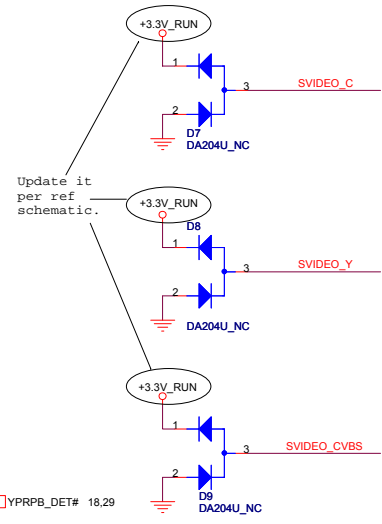 +3.3V_RUN
1
3
SVIDEO_C
2
D7
DA204U_NC
Update it
per ref
schematic.
+3.3V_RUN
D8
1
3
SVIDEO_Y
2
DA204U_NC
+3.3V_RUN
1
3
SVIDEO_CVBS
2
D9
DA204U_NC
YPRPB_DET# 18,29